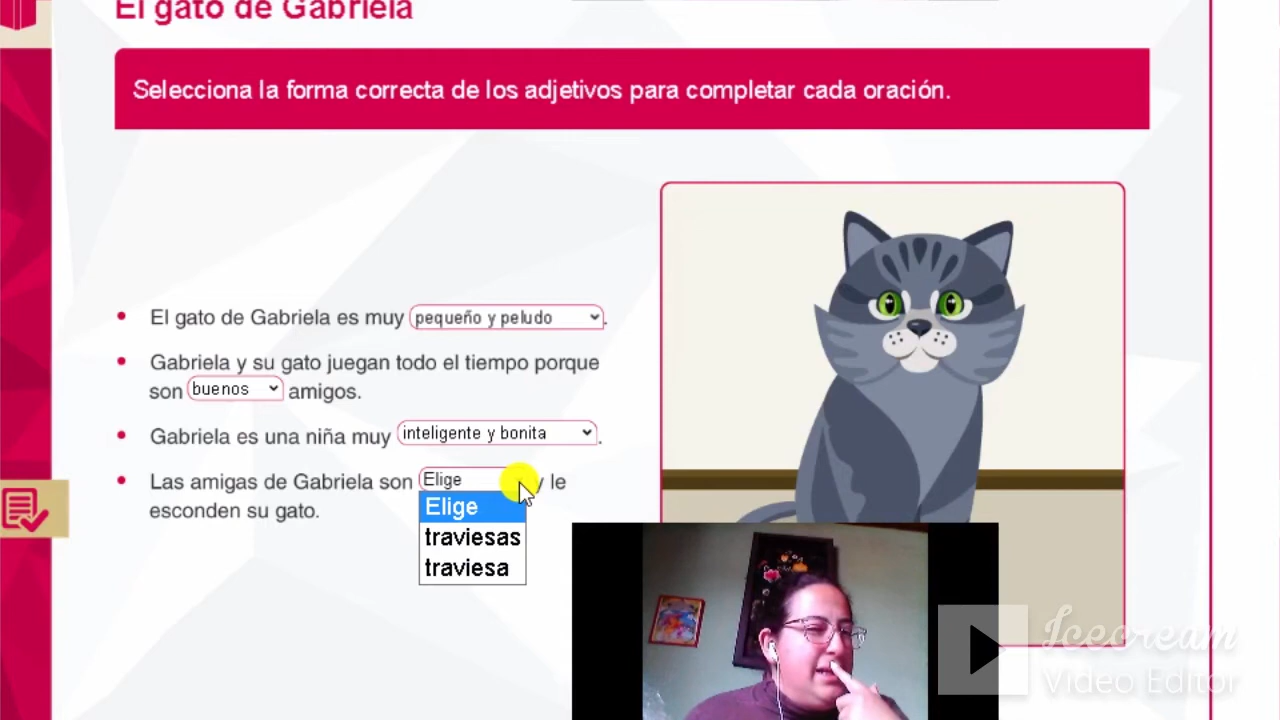 El gato de Gabriela
Selecciona la forma correcta de los adjetivos para completar cada oración.
El gato de Gabriela es muy pequeño y peludo.
Gabriela y su gato juegan todo el tiempo porque
son buenos amigos.
Gabriela es una niña muy inteligente y bonita.
Las amigas de Gabriela son Elige y le
esconden su gato.
Elige
traviesas
traviesa
Icecream
Video Editor